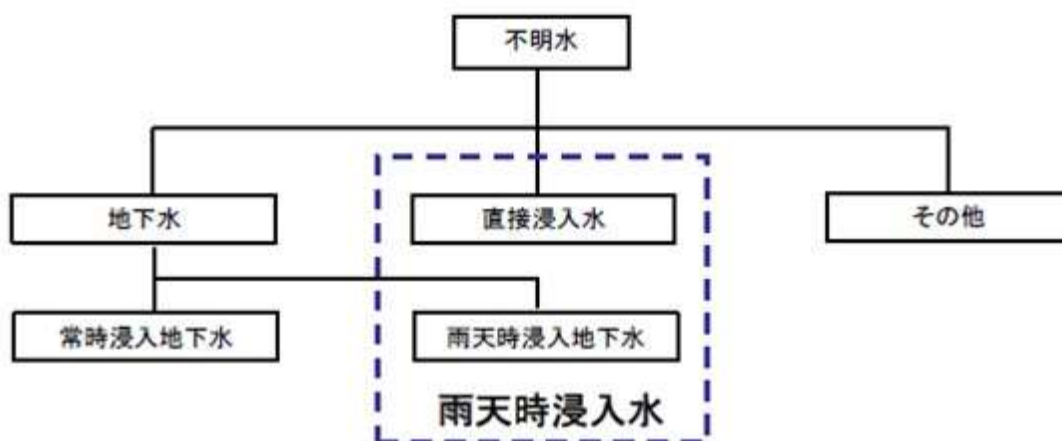 不明水
地下水
直接浸入水
その他
常時浸入地下水
雨天時浸入地下水
雨天時浸入水